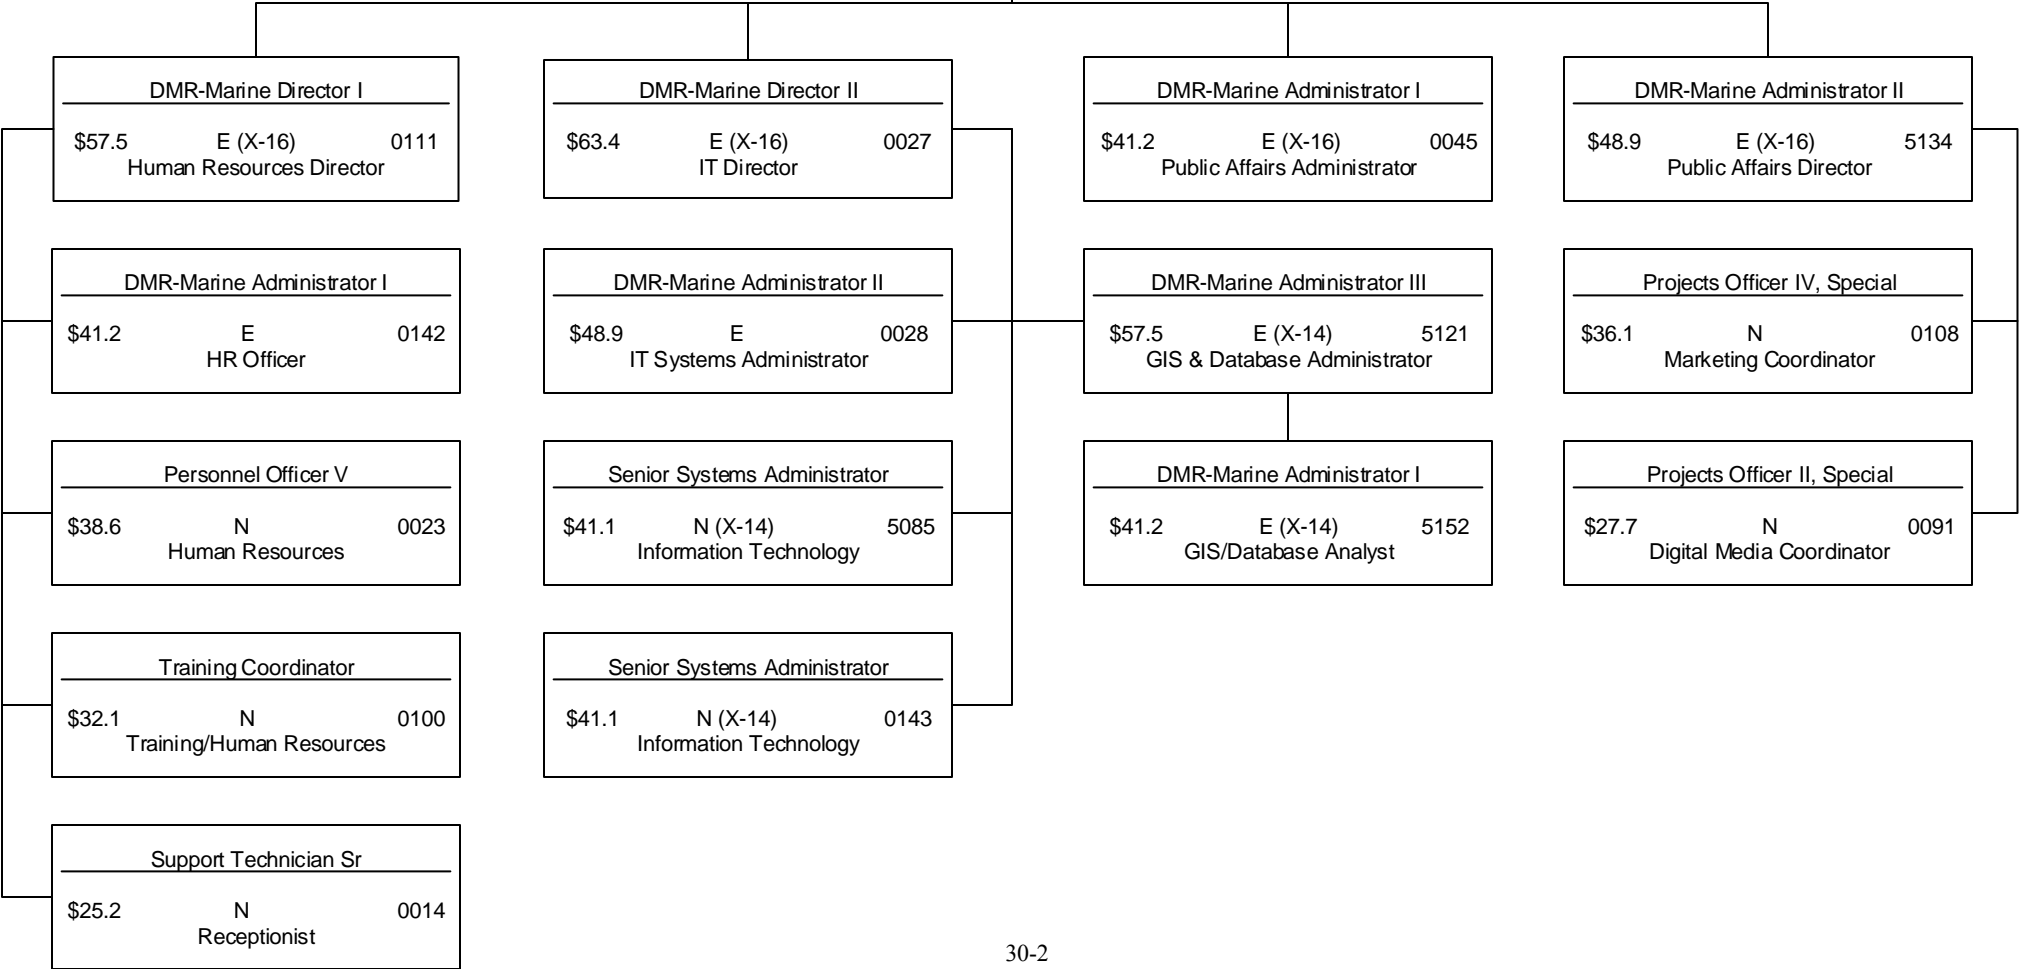 DMR-Marine Director I
$57.5 E (X-16) 0111
Human Resources Director
DMR-Marine Director II
$63.4 E (X-16) 0027
IT Director
DMR-Marine Administrator I
$41.2 E (X-16) 0045
Public Affairs Administrator
DMR-Marine Administrator II
$48.9 E (X-16) 5134
Public Affairs Director
DMR-Marine Administrator I
$41.2 E 0142
HR Officer
DMR-Marine Administrator II
$48.9 E 0028
IT Systems Administrator
DMR-Marine Administrator III
$57.5 E (X-14) 5121
GIS & Database Administrator
Projects Officer IV, Special
$36.1 N 0108
Marketing Coordinator
Personnel Officer V
$38.6 N 0023
Human Resources
Senior Systems Administrator
$41.1 N (X-14) 5085
Information Technology
DMR-Marine Administrator I
$41.2 E (X-14) 5152
GIS/Database Analyst
Projects Officer II, Special
$27.7 N 0091
Digital Media Coordinator
Training Coordinator
$32.1 N 0100
Training/Human Resources
Senior Systems Administrator
$41.1 N (X-14) 0143
Information Technology
Support Technician Sr
$25.2 N 0014
Receptionist
30-2